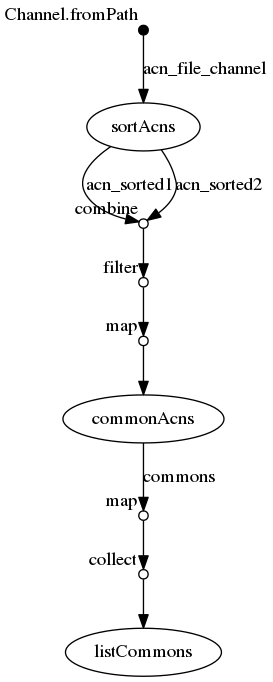 Channel.fromPath
acn_file_channel
sortAcns
acn_sorted1 acn_sorted2
combine
filter
map
commonAcns
commons
map
collect
listCommons